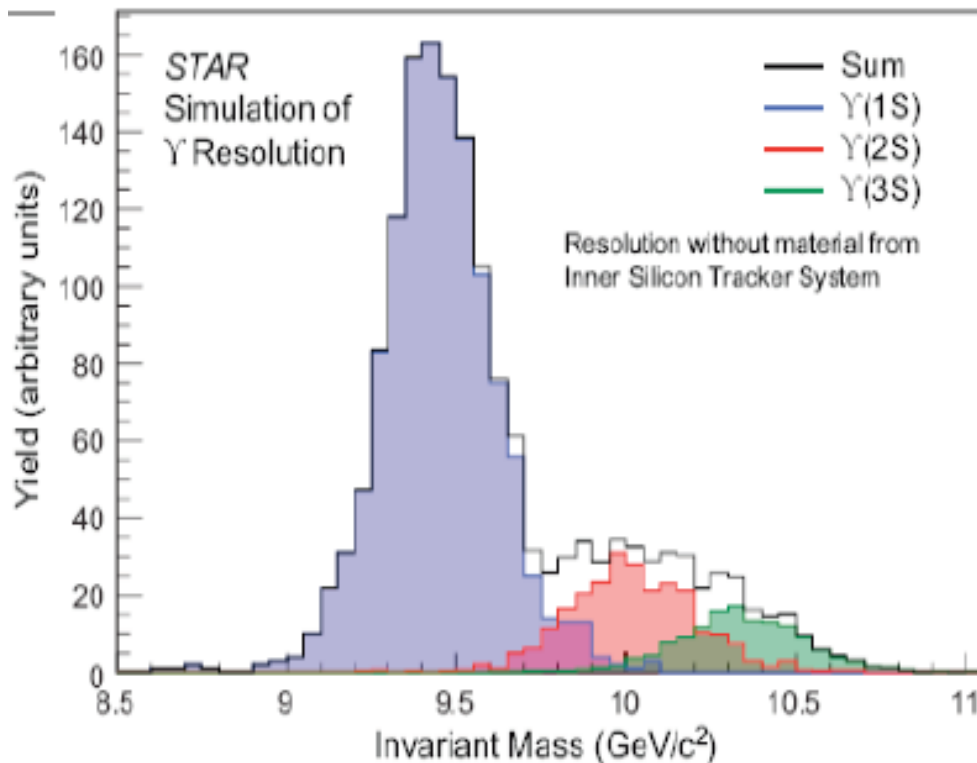 STAR
Simulation of
ϒ Resolution
Sum
ϒ(1S)
ϒ(2S)
ϒ(3S)
Resolution without material from
Inner Silicon Tracker System
Yield (arbitrary units)
160
140
120
100
80
60
40
20
0
8.5 9 9.5 10 10.5 11
Invariant Mass (GeV/c²)